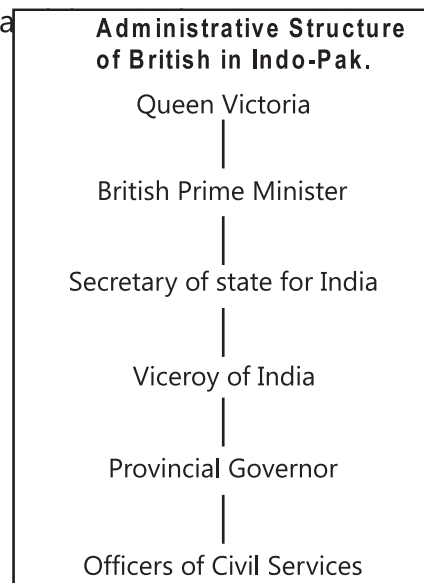 a
Administrative Structure
of British in Indo-Pak.
Queen Victoria
British Prime Minister
Secretary of state for India
Viceroy of India
Provincial Governor
Officers of Civil Services